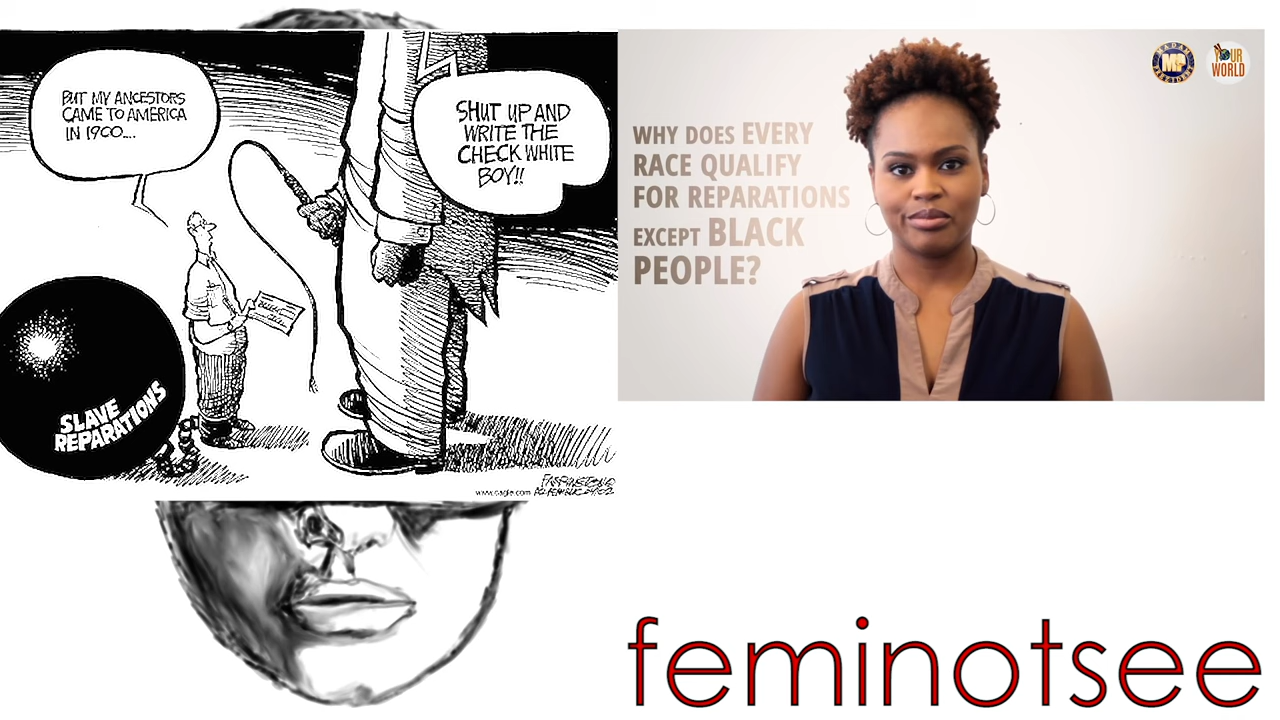 BUT MY ANCESTORS
CAME TO AMERICA
IN 1900....
SHUT UP AND
WRITE THE
CHECK WHITE
BOY!!
SLAVE
REPARATIONS
www.cagle.com
WHY DOES EVERY
RACE QUALIFY
FOR REPARATIONS
EXCEPT BLACK
PEOPLE?
MP
YOUR
WORLD
feminotsee